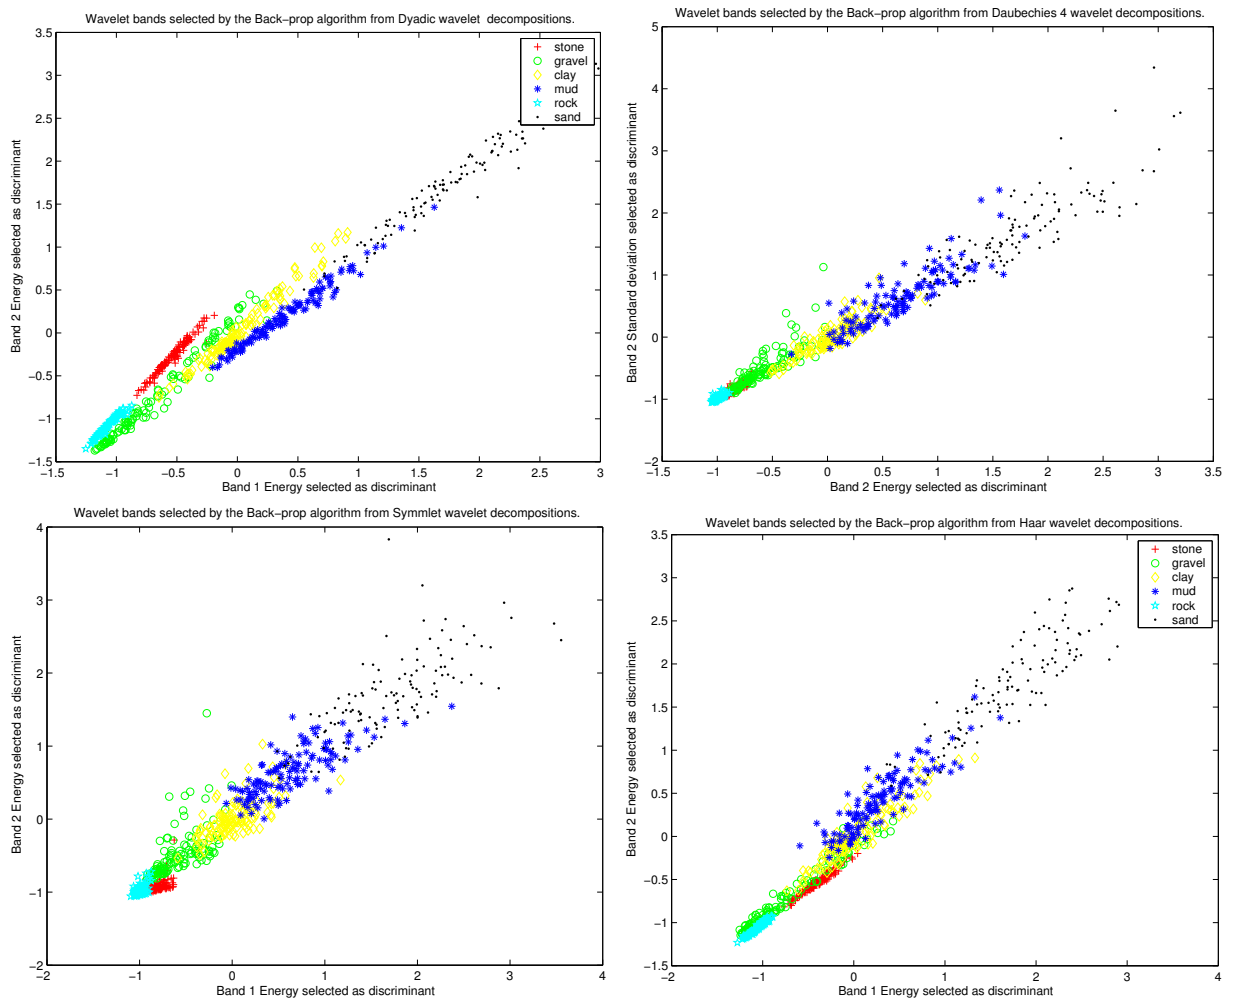 Wavelet bands selected by the Back−prop algorithm from Dyadic wavelet decompositions.
3.5
3
2.5
2
1.5
1
0.5
0
−0.5
−1
−1.5
Band 2 Energy selected as discriminant
stone
gravel
clay
mud
rock
sand
−1.5 −1 −0.5 0 0.5 1 1.5 2 2.5 3
Band 1 Energy selected as discriminant
Wavelet bands selected by the Back−prop algorithm from Daubechies 4 wavelet decompositions.
5
4
3
2
1
0
−1
−2
Band 2 Standard deviation selected as discriminant
−1.5 −1 −0.5 0 0.5 1 1.5 2 2.5 3 3.5
Band 2 Energy selected as discriminant
Wavelet bands selected by the Back−prop algorithm from Symmlet wavelet decompositions.
4
3
2
1
0
−1
−2
Band 2 Energy selected as discriminant
−2 −1 0 1 2 3 4
Band 1 Energy selected as discriminant
Wavelet bands selected by the Back−prop algorithm from Haar wavelet decompositions.
3.5
3
2.5
2
1.5
1
0.5
0
−0.5
−1
−1.5
Band 2 Energy selected as discriminant
stone
gravel
clay
mud
rock
sand
−2 −1 0 1 2 3 4
Band 1 Energy selected as discriminant